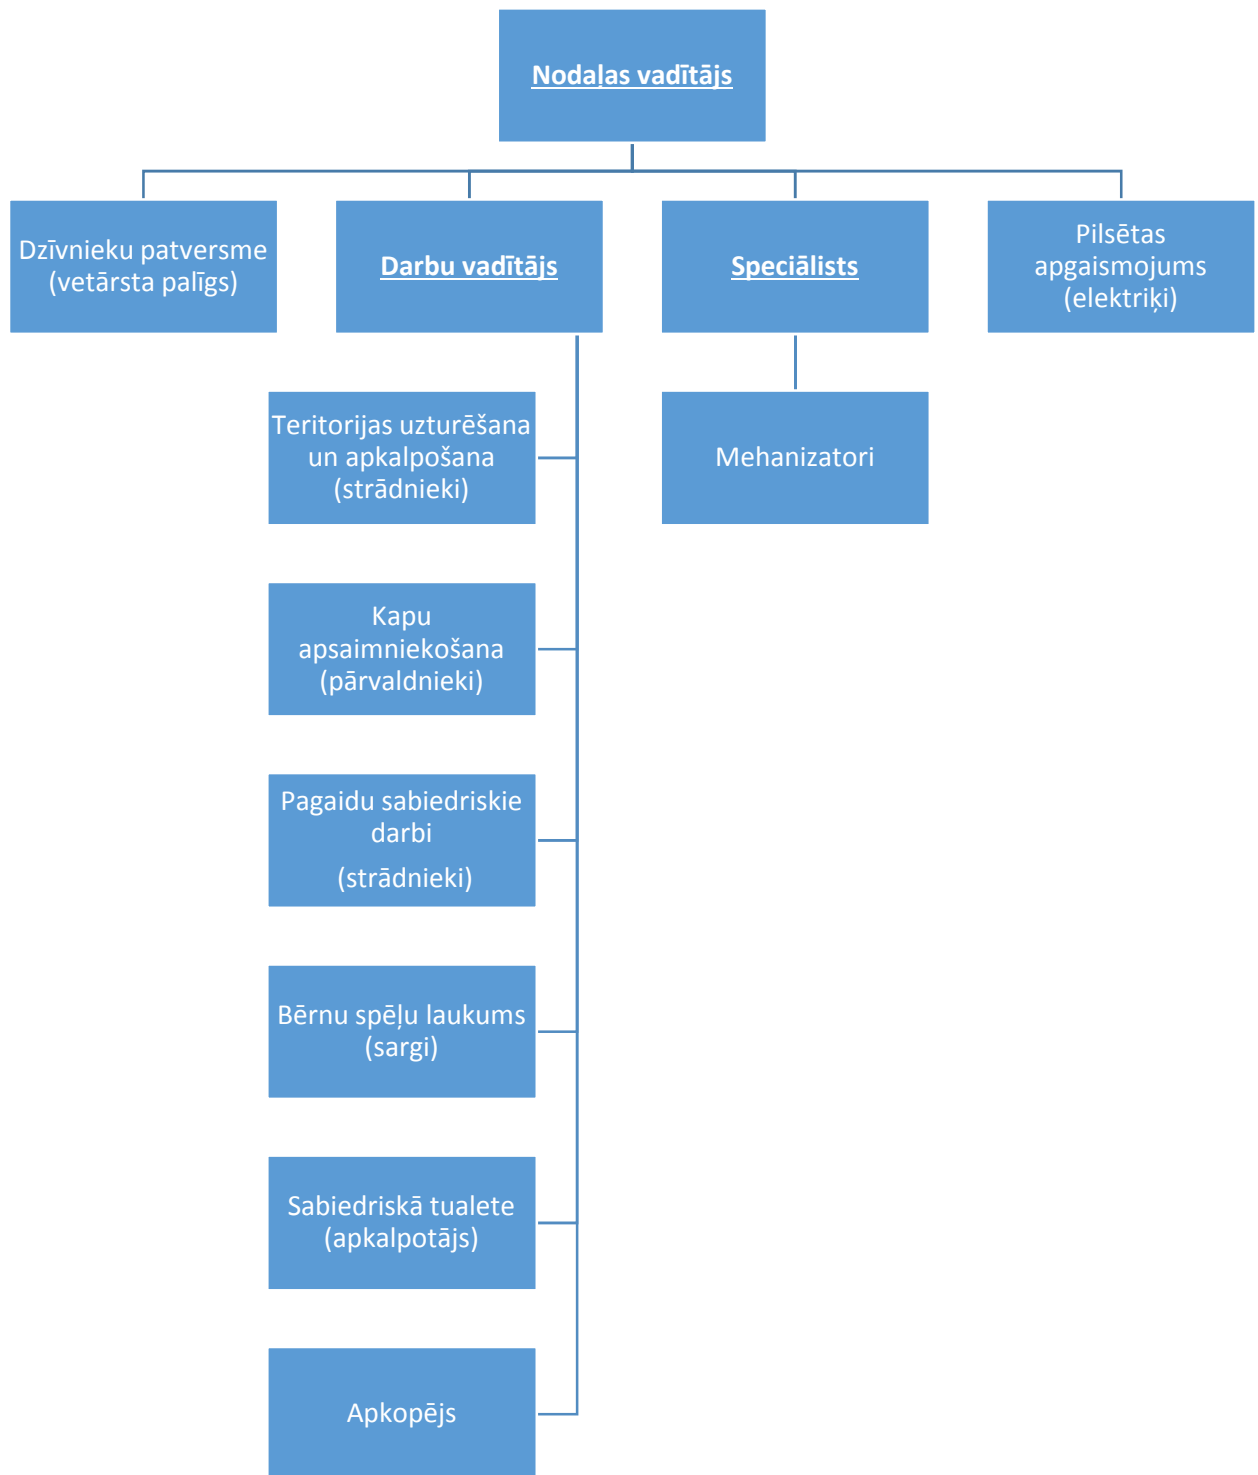 Nodaļas vadītājs
Dzīvnieku patversme
(vetārsta palīgs)
Darbu vadītājs
Speciālists
Pilsētas
apgaismojums
(elektriķi)
Teritorijas uzturēšana
un apkalpošana
(strādnieki)
Mehanizatori
Kapu
apsaimniekošana
(pārvaldnieki)
Pagaidu sabiedriskie
darbi
(strādnieki)
Bērnu spēļu laukums
(sargi)
Sabiedriskā tualete
(apkalpotājs)
Apkopējs